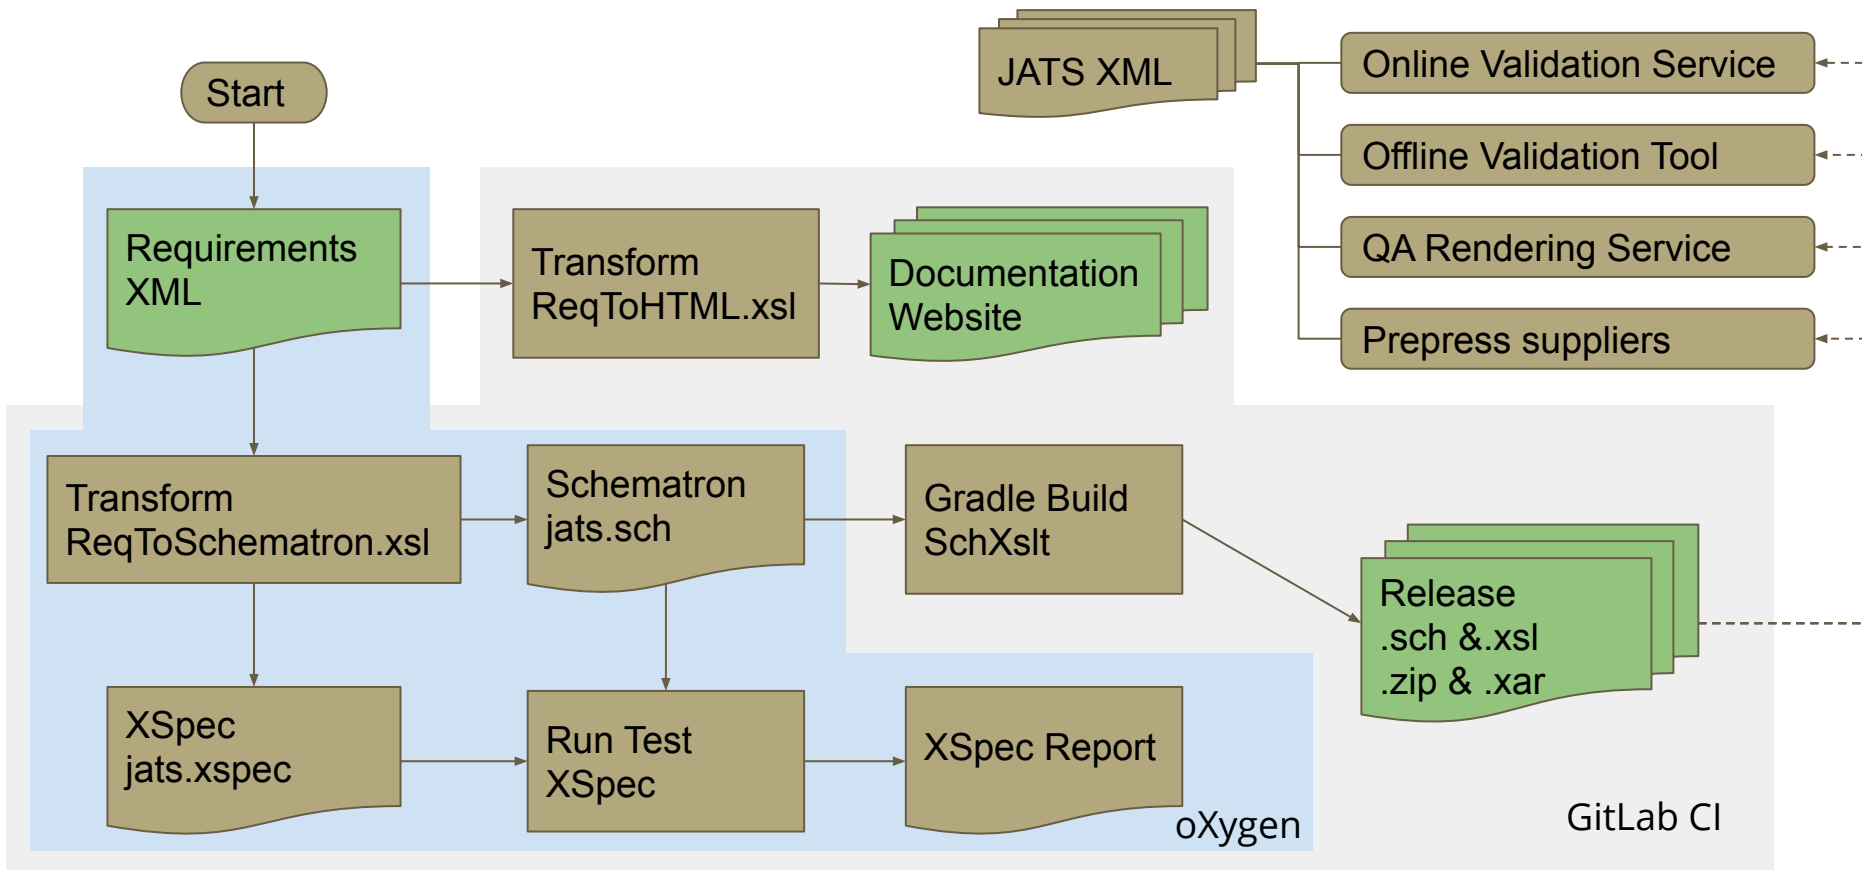 Start
JATS XML
Online Validation Service
Offline Validation Tool
QA Rendering Service
Prepress suppliers
Requirements
XML
Transform
ReqToHTML.xsl
Documentation
Website
Transform
ReqToSchematron.xsl
Schematron
jats.sch
Gradle Build
SchXslt
Release
.sch &.xsl
.zip & .xar
XSpec
jats.xspec
Run Test
XSpec
XSpec Report
oXygen
GitLab CI